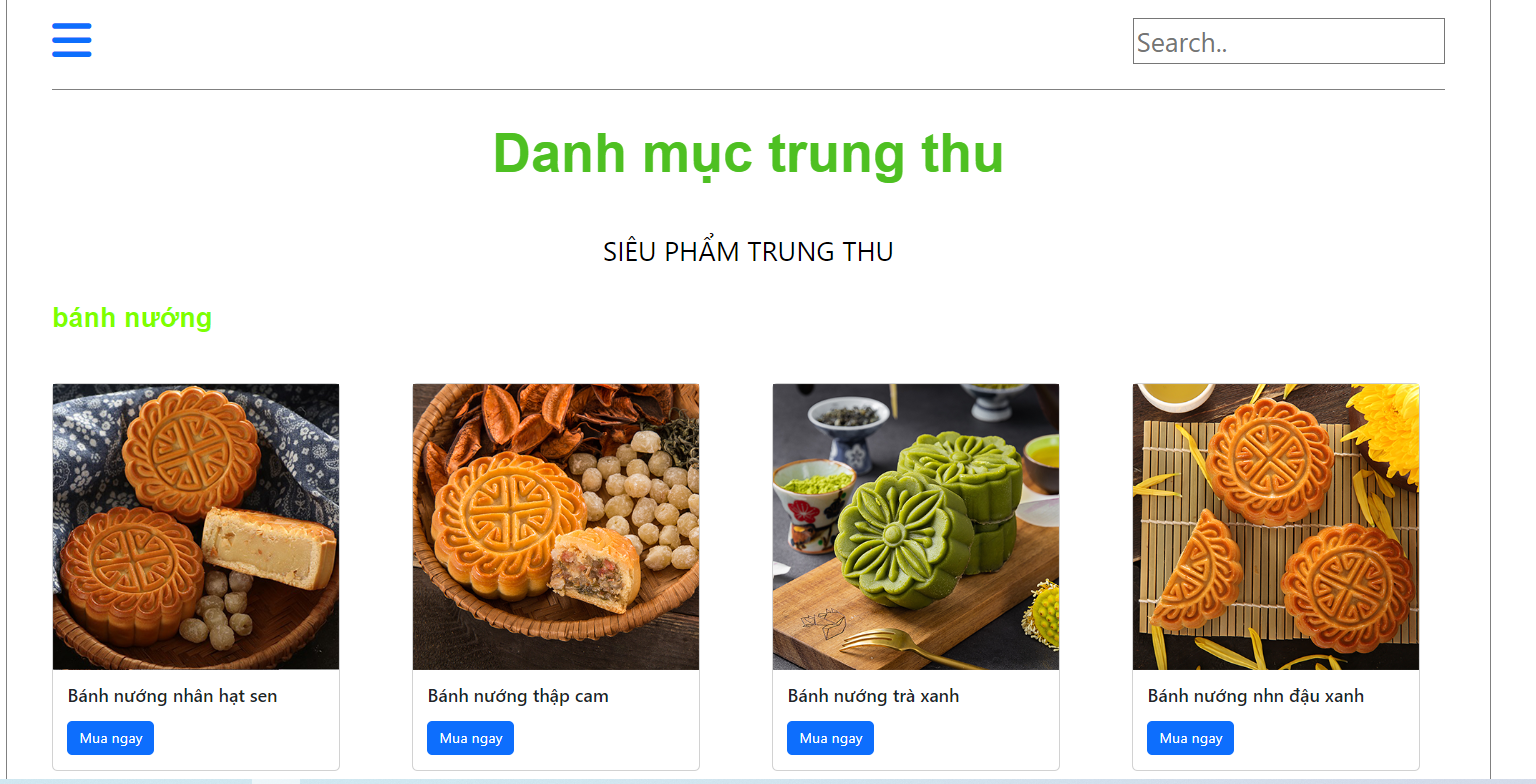 Search..
Danh mục trung thu
SIÊU PHẨM TRUNG THU
bánh nướng
Bánh nướng nhân hạt sen
Bánh nướng thập cam
Bánh nướng trà xanh
Bánh nướng nhn đậu xanh
Mua ngay
Mua ngay
Mua ngay
Mua ngay